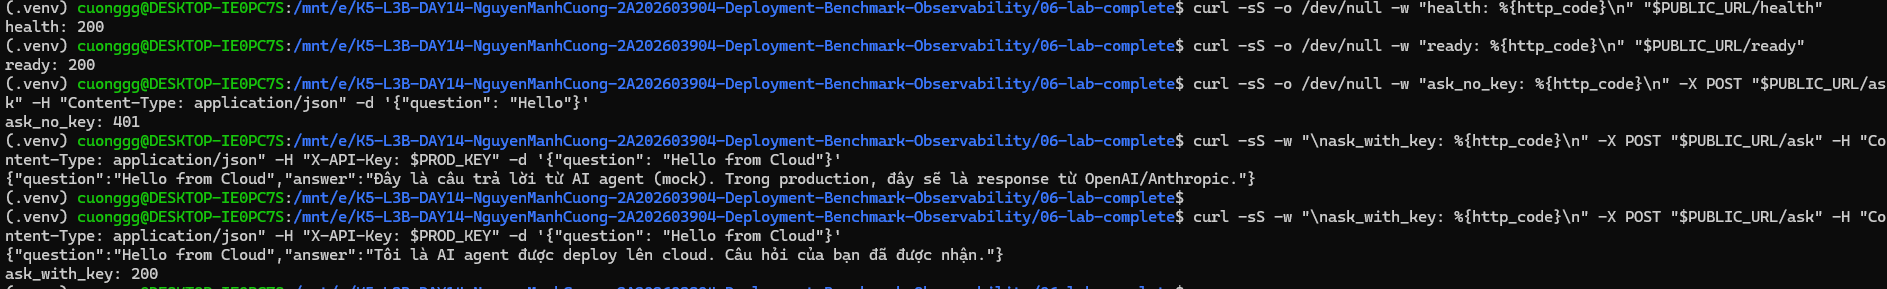 (.venv) cuonggg@DESKTOP-IE0PC7S:/mnt/e/K5-L3B-DAY14-NguyenManhCuong-2A202603904-Deployment-Benchmark-Observability/06-lab-complete$ curl -sS -o /dev/null -w "health: %{http_code}\n" "$PUBLIC_URL/health"
health: 200
(.venv) cuonggg@DESKTOP-IE0PC7S:/mnt/e/K5-L3B-DAY14-NguyenManhCuong-2A202603904-Deployment-Benchmark-Observability/06-lab-complete$ curl -sS -o /dev/null -w "ready: %{http_code}\n" "$PUBLIC_URL/ready"
ready: 200
(.venv) cuonggg@DESKTOP-IE0PC7S:/mnt/e/K5-L3B-DAY14-NguyenManhCuong-2A202603904-Deployment-Benchmark-Observability/06-lab-complete$ curl -sS -o /dev/null -w "ask_no_key: %{http_code}\n" -X POST "$PUBLIC_URL/as
k" -H "Content-Type: application/json" -d '{"question": "Hello"}'
ask_no_key: 401
(.venv) cuonggg@DESKTOP-IE0PC7S:/mnt/e/K5-L3B-DAY14-NguyenManhCuong-2A202603904-Deployment-Benchmark-Observability/06-lab-complete$ curl -sS -w "\nask_with_key: %{http_code}\n" -X POST "$PUBLIC_URL/ask" -H "Co
ntent-Type: application/json" -H "X-API-Key: $PROD_KEY" -d '{"question": "Hello from Cloud"}'
{"question":"Hello from Cloud","answer":"Đây là câu trả lời từ AI agent (mock). Trong production, đây sẽ là response từ OpenAI/Anthropic."}
(.venv) cuonggg@DESKTOP-IE0PC7S:/mnt/e/K5-L3B-DAY14-NguyenManhCuong-2A202603904-Deployment-Benchmark-Observability/06-lab-complete$
(.venv) cuonggg@DESKTOP-IE0PC7S:/mnt/e/K5-L3B-DAY14-NguyenManhCuong-2A202603904-Deployment-Benchmark-Observability/06-lab-complete$ curl -sS -w "\nask_with_key: %{http_code}\n" -X POST "$PUBLIC_URL/ask" -H "Co
ntent-Type: application/json" -H "X-API-Key: $PROD_KEY" -d '{"question": "Hello from Cloud"}'
{"question":"Hello from Cloud","answer":"Tôi là AI agent được deploy lên cloud. Câu hỏi của bạn đã được nhận."}
ask_with_key: 200